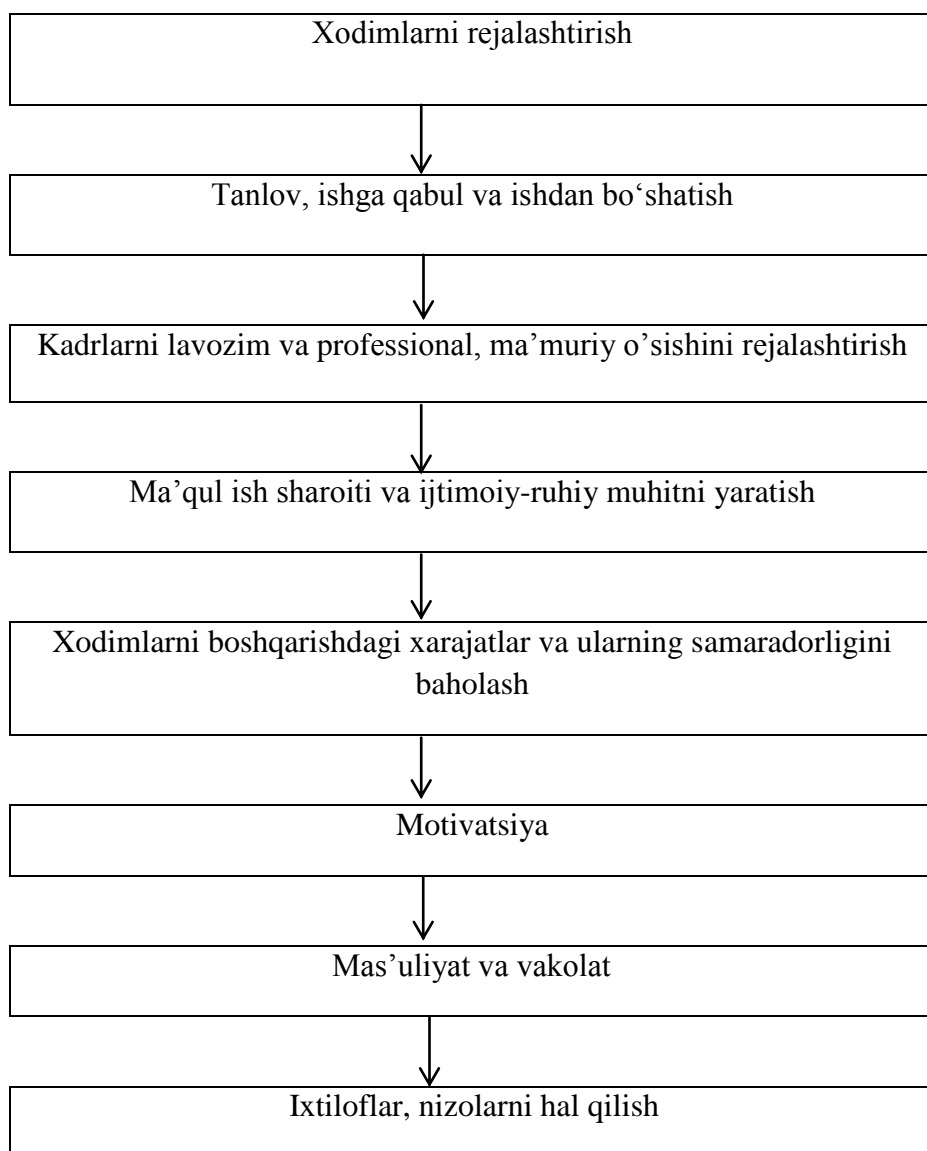 Xodimlarni rejalashtirish
Tanlov, ishga qabul va ishdan bo‘shatish
Kadrlarni lavozim va professional, ma’muriy o’sishini rejalashtirish
Ma’qul ish sharoiti va ijtimoiy-ruhiy muhitni yaratish
Xodimlarni boshqarishdagi xarajatlar va ularning samaradorligini
baholash
Motivatsiya
Mas’uliyat va vakolat
Ixtiloflar, nizolarni hal qilish